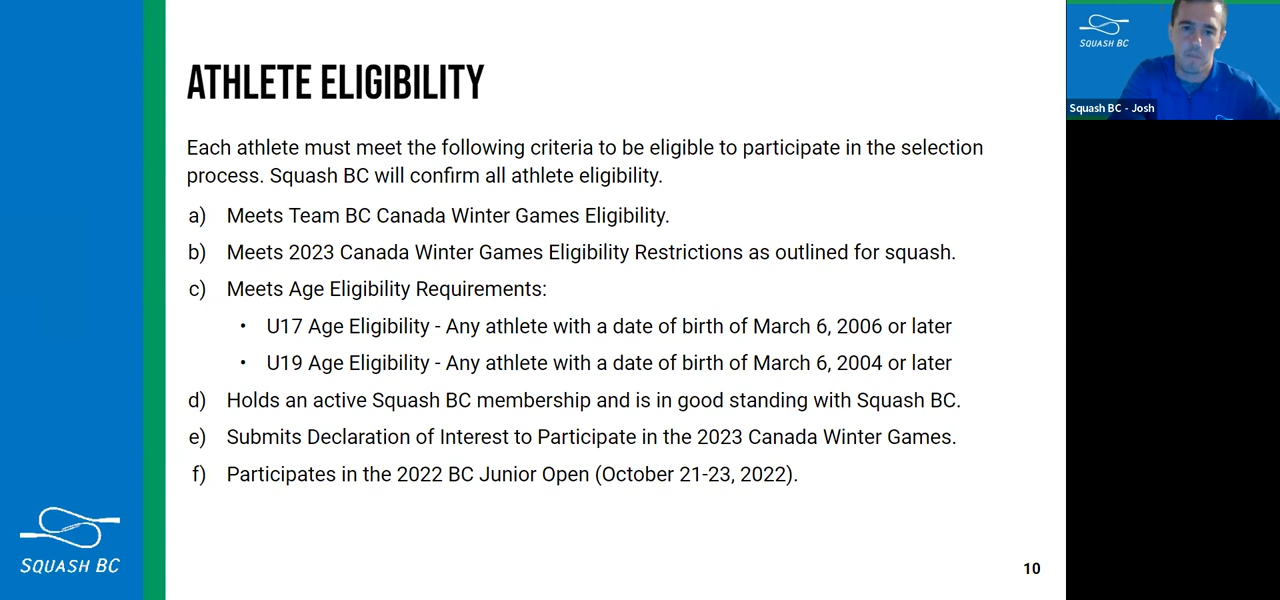 ATHLETE ELIGIBILITY
Each athlete must meet the following criteria to be eligible to participate in the selection
process. Squash BC will confirm all athlete eligibility.
a) Meets Team BC Canada Winter Games Eligibility.
b) Meets 2023 Canada Winter Games Eligibility Restrictions as outlined for squash.
c) Meets Age Eligibility Requirements:
• U17 Age Eligibility - Any athlete with a date of birth of March 6, 2006 or later
• U19 Age Eligibility - Any athlete with a date of birth of March 6, 2004 or later
d) Holds an active Squash BC membership and is in good standing with Squash BC.
e) Submits Declaration of Interest to Participate in the 2023 Canada Winter Games.
f) Participates in the 2022 BC Junior Open (October 21-23, 2022).
SQUASH BC
10
SQUASH BC
Squash BC - Josh